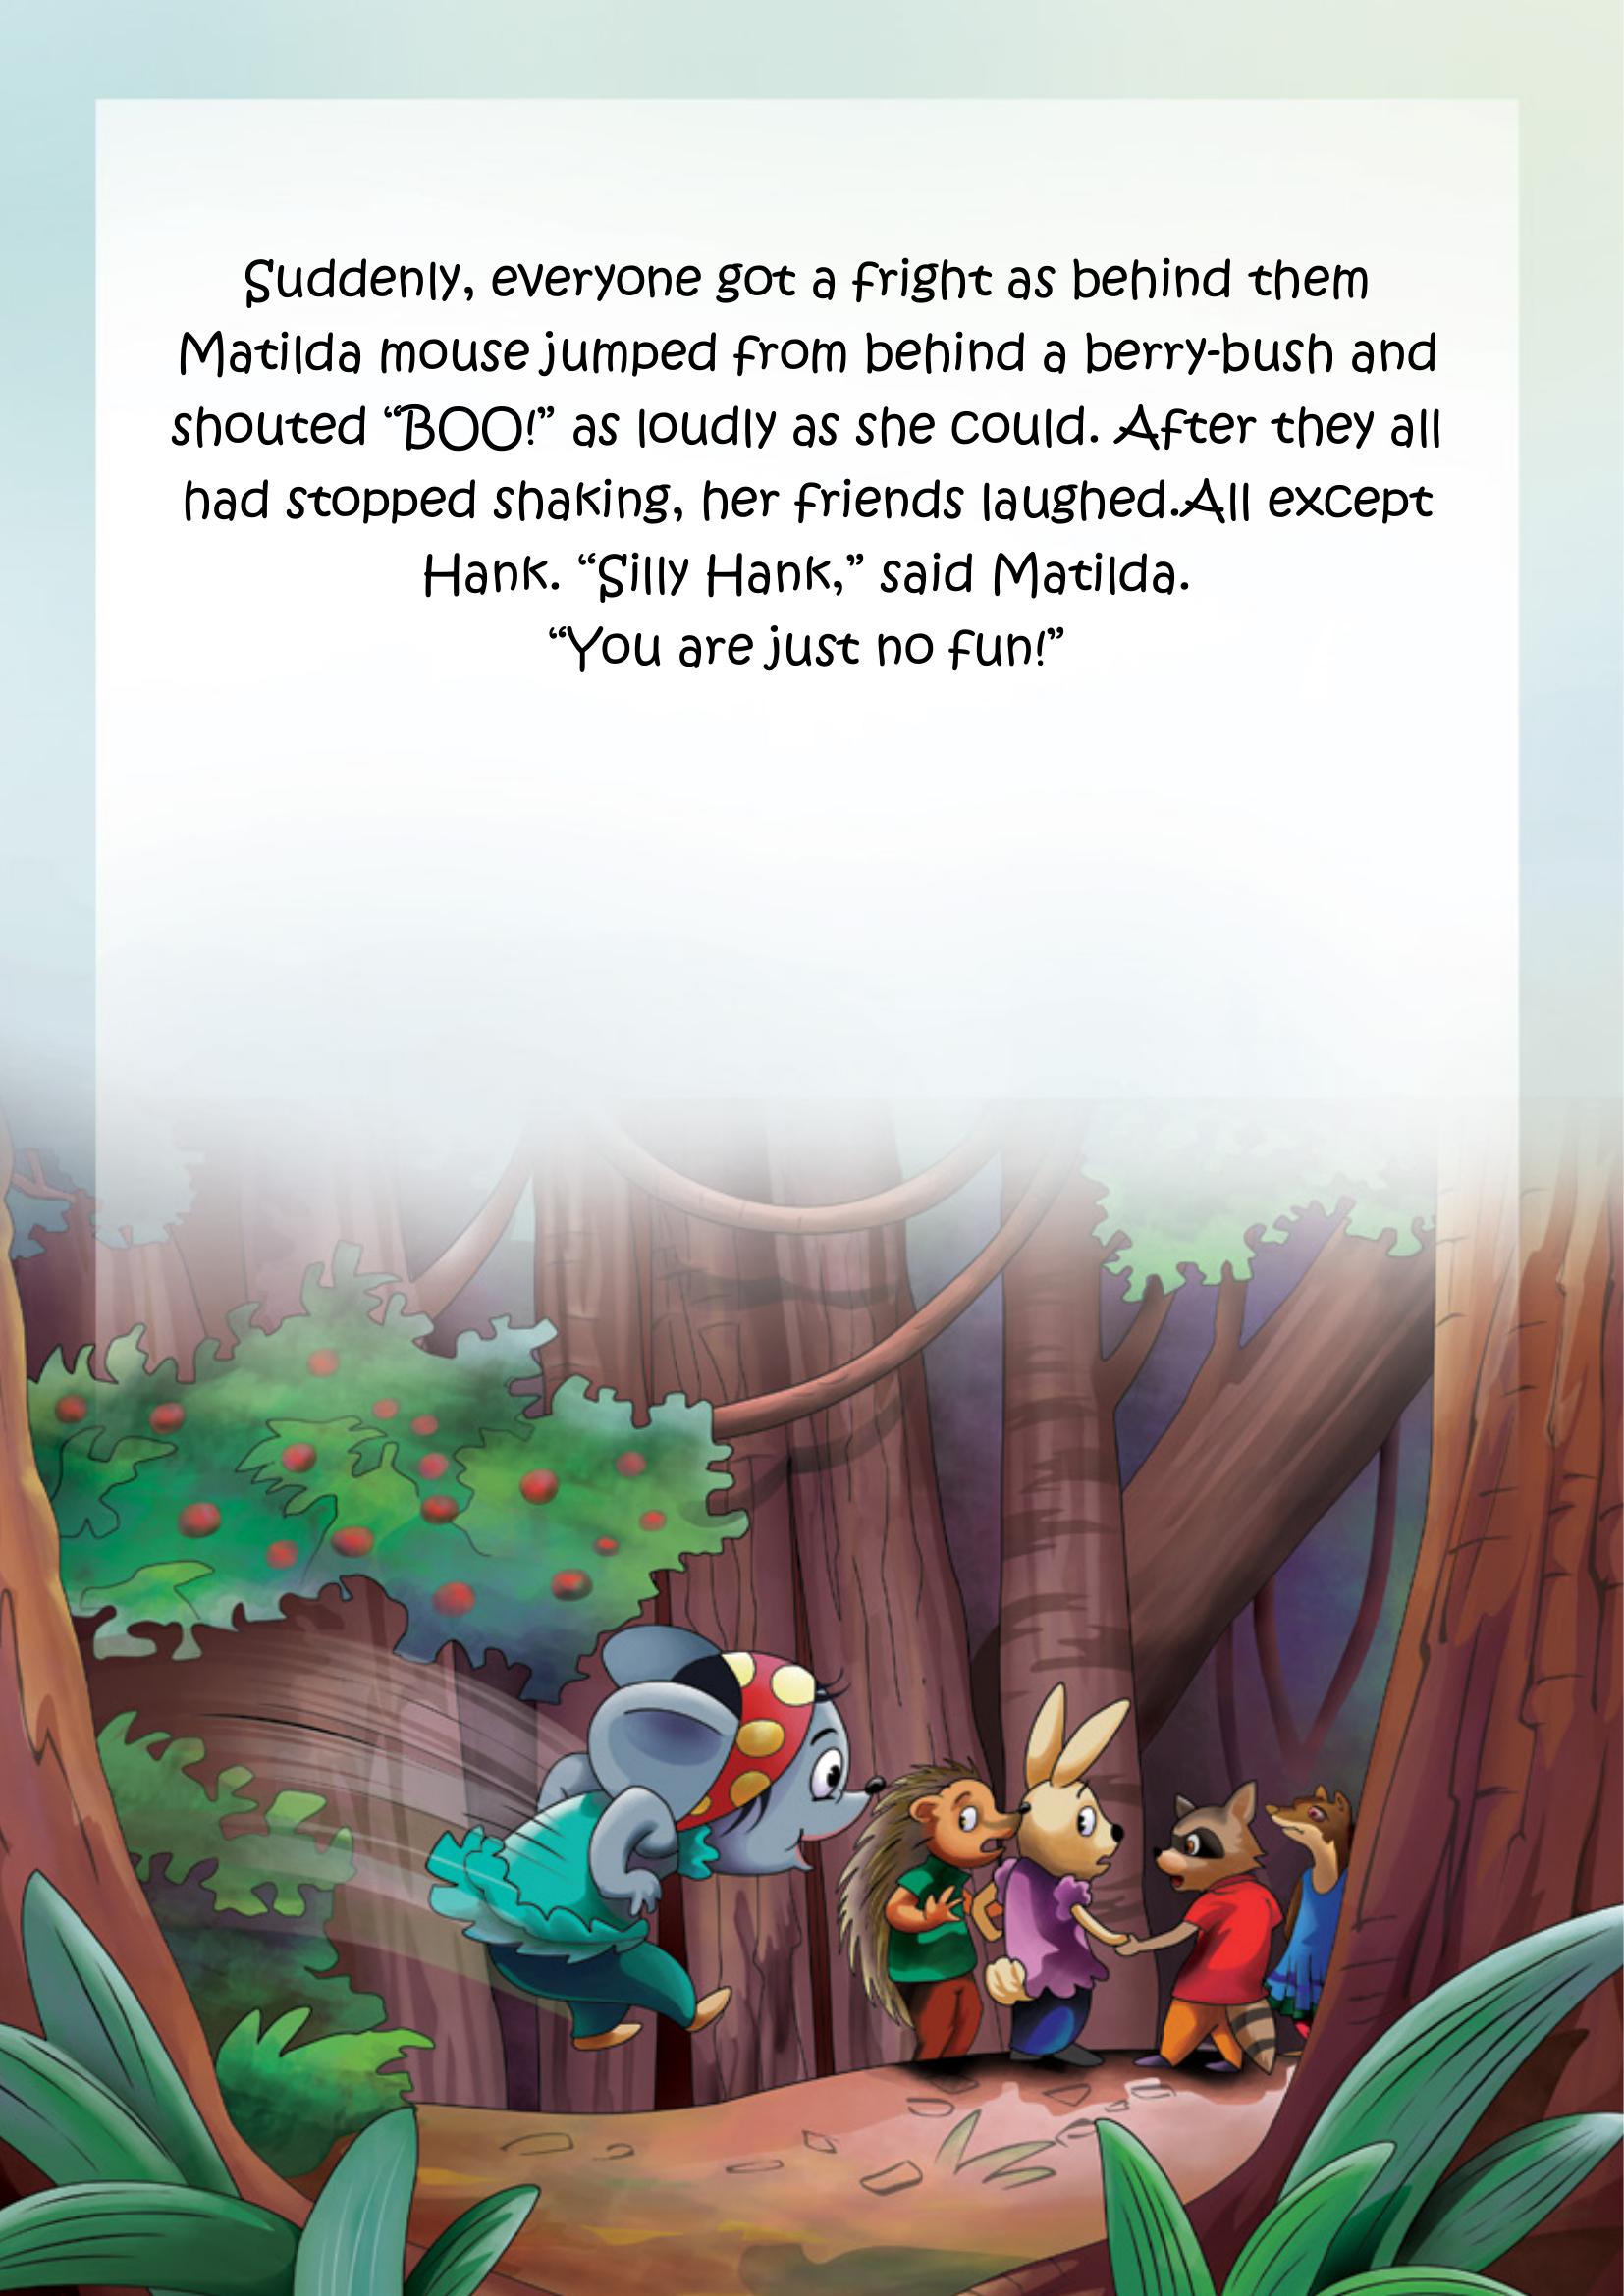 Suddenly, everyone got a fright as behind them
Matilda mouse jumped from behind a berry-bush and
shouted “BOO!” as loudly as she could. After they all
had stopped shaking, her friends laughed.All except
Hank. “Silly Hank,” said Matilda.
“You are just no fun!”